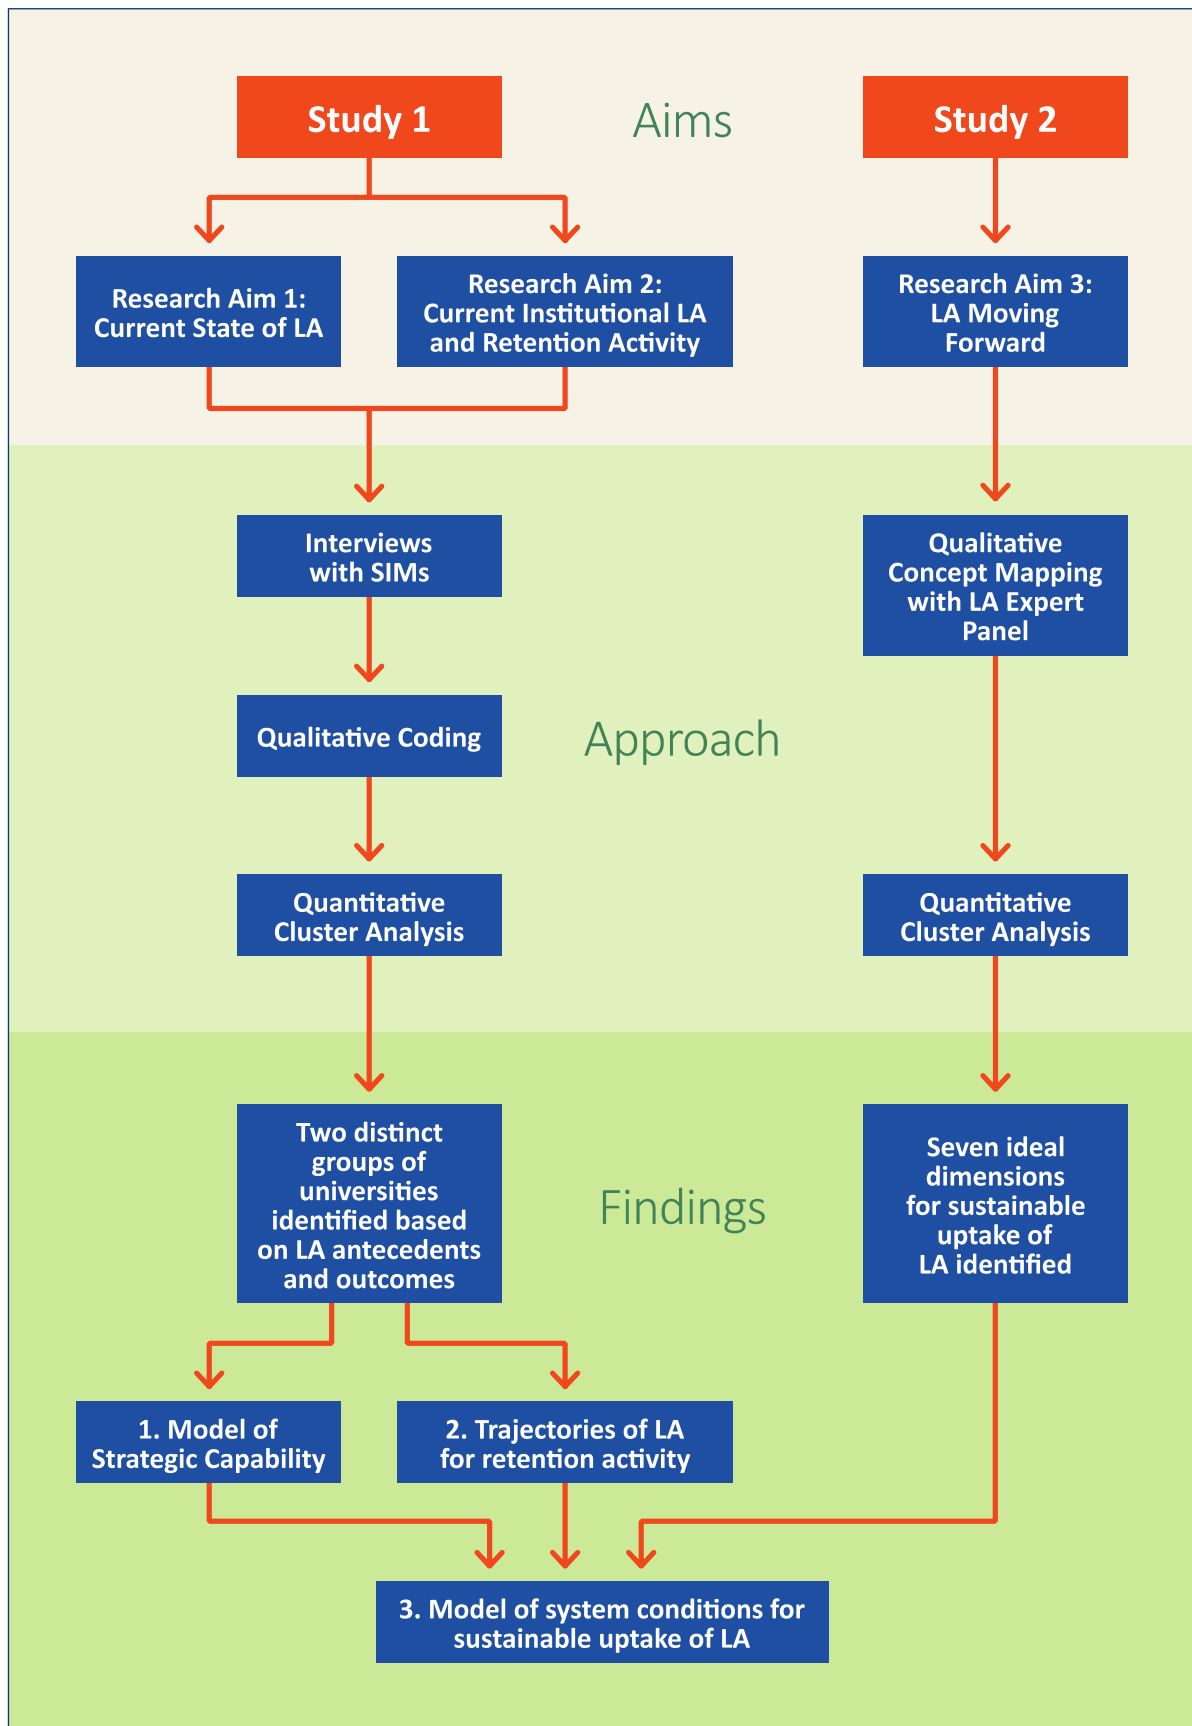 Study 1
Aims
Study 2
Research Aim 1:
Current State of LA
Research Aim 2:
Current Institutional LA
and Retention Activity
Research Aim 3:
LA Moving
Forward
Interviews
with SIMs
Qualitative
Concept Mapping
with LA Expert
Panel
Qualitative Coding
Approach
Quantitative
Cluster Analysis
Quantitative
Cluster Analysis
Two distinct
groups of
universities
identified based
on LA antecedents
and outcomes
Findings
Seven ideal
dimensions
for sustainable
uptake of
LA identified
1. Model of
Strategic Capability
2. Trajectories of LA
for retention activity
3. Model of system conditions for
sustainable uptake of LA